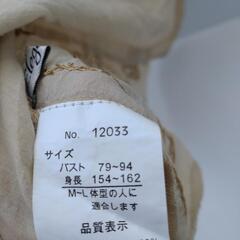 No. 12033
サイズ
バスト 79~94
身長 154~162
M~L体型の人に
適合します
品質表示